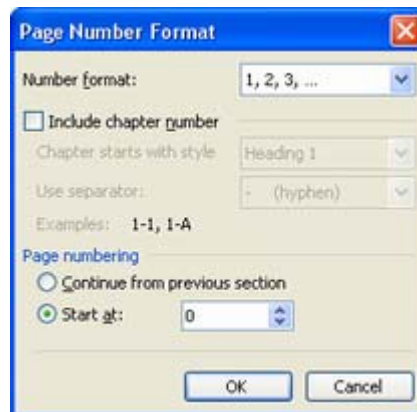 Page Number Format
Number format: 1, 2, 3, ...
Include chapter number
Chapter starts with style Heading 1
Use separator: - (hyphen)
Examples: 1-1, 1-A
Page numbering
Continue from previous section
Start at: 0
OK Cancel